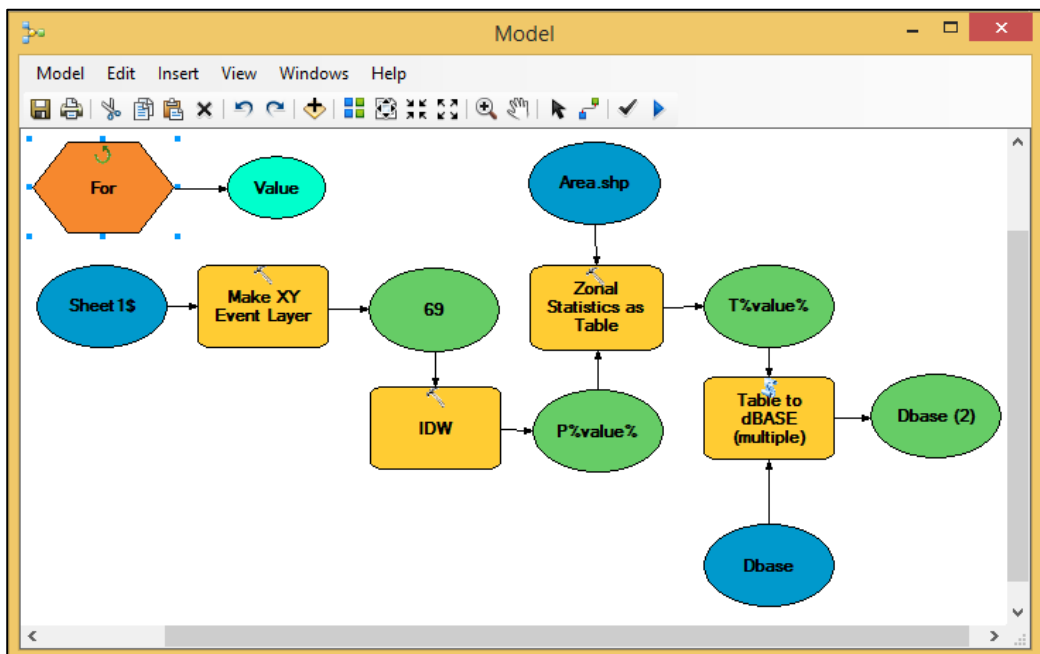 Model
Model Edit Insert View Windows Help
For
Value
Area.shp
Sheet1$
Make XY
Event Layer
69
Zonal
Statistics as
Table
T%value%
IDW
P%value%
Table to
dBASE
(multiple)
Dbase (2)
Dbase